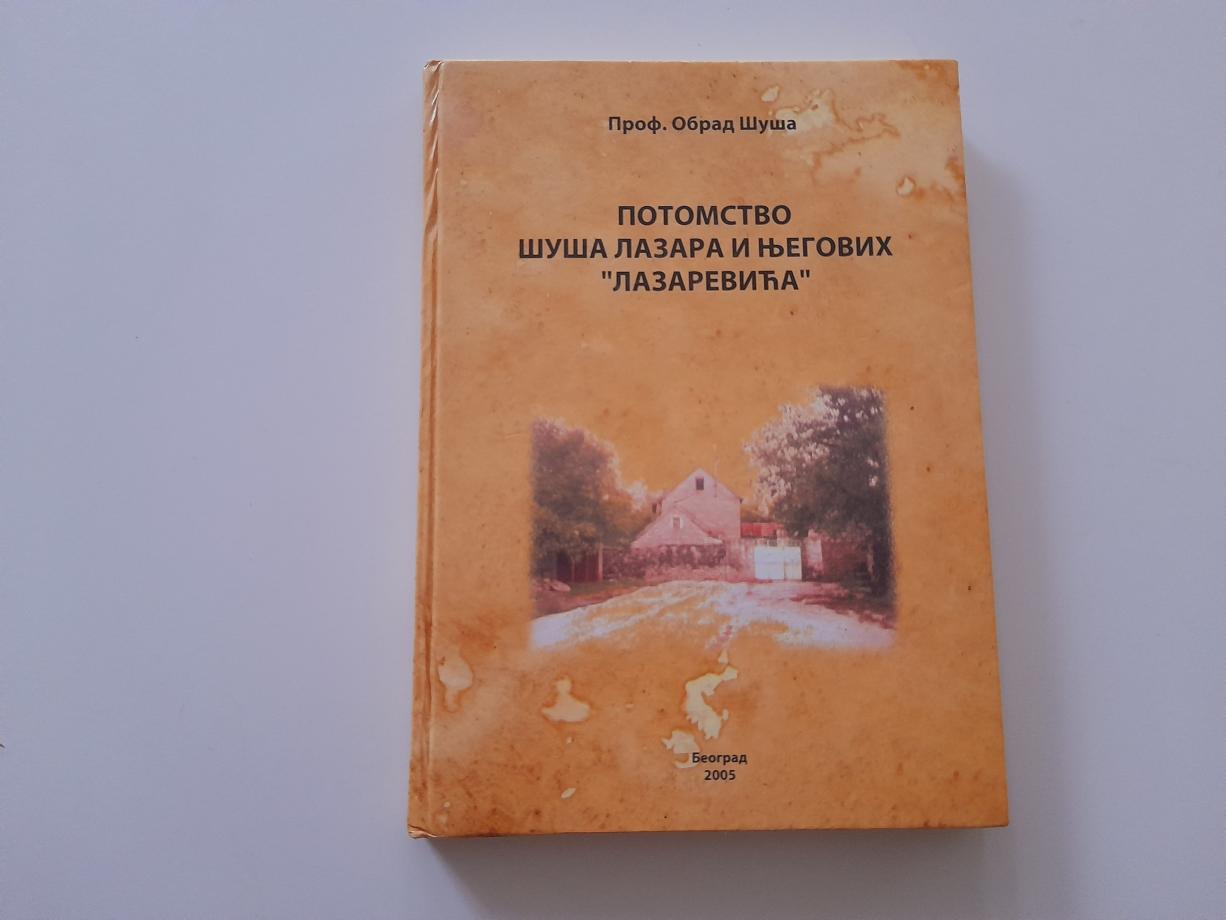 Проф. Обрад Шуша
ПОТОМСТВО
ШУША ЛАЗАРА И ЊЕГОВИХ
"ЛАЗАРЕВИЋА"
Београд
2005